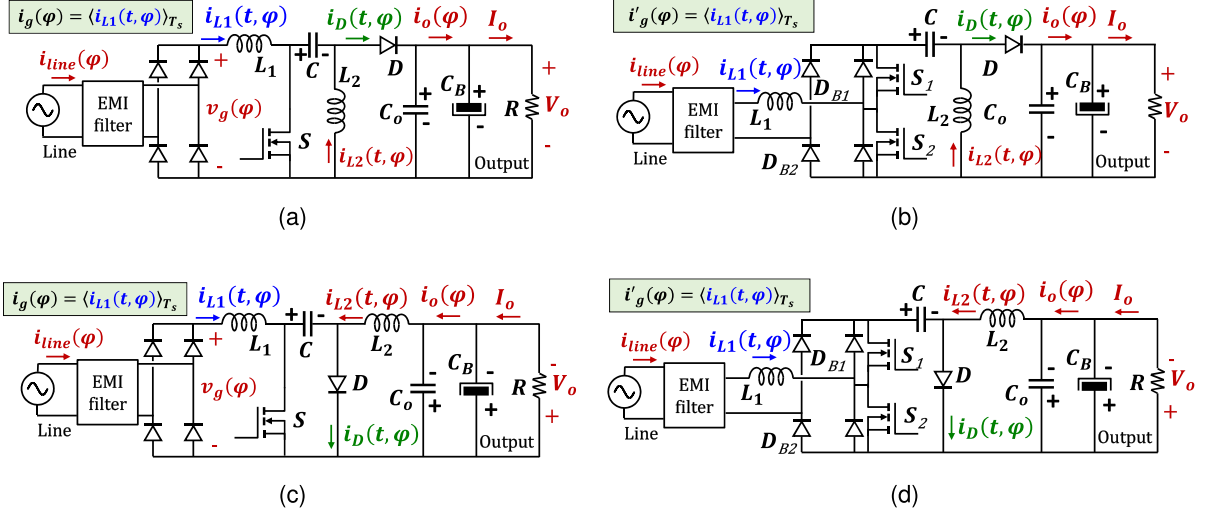 i_g(φ) = ⟨i_L1(t, φ)⟩_Ts
i_L1(t, φ)
C
i_D(t, φ)
i_o(φ)
I_o
i_line(φ)
+
L_1
+
-
L_2
D
+
EMI
filter
v_g(φ)
C_o
+
-
C_B
+
-
R
V_o
S
Line
-
i_L2(t, φ)
Output
-
(a)
i'_g(φ) = ⟨i_L1(t, φ)⟩_Ts
C
i_D(t, φ)
i_o(φ)
I_o
+
-
i_line(φ)
i_L1(t, φ)
D_B1
S_1
D
+
EMI
filter
L_1
L_2
C_o
+
-
C_B
+
-
R
V_o
S_2
Line
D_B2
i_L2(t, φ)
Output
-
(b)
i_g(φ) = ⟨i_L1(t, φ)⟩_Ts
i_L1(t, φ)
i_L2(t, φ)
i_o(φ)
I_o
i_line(φ)
+
L_1
+
-
C
L_2
-
EMI
filter
v_g(φ)
D
C_o
-
+
C_B
-
+
R
V_o
S
+
Line
-
i_D(t, φ)
Output
(c)
i'_g(φ) = ⟨i_L1(t, φ)⟩_Ts
C
i_L2(t, φ)
i_o(φ)
I_o
+
-
i_line(φ)
i_L1(t, φ)
D_B1
S_1
L_2
-
EMI
filter
L_1
D
C_o
-
+
C_B
-
+
R
V_o
S_2
+
Line
D_B2
i_D(t, φ)
Output
(d)